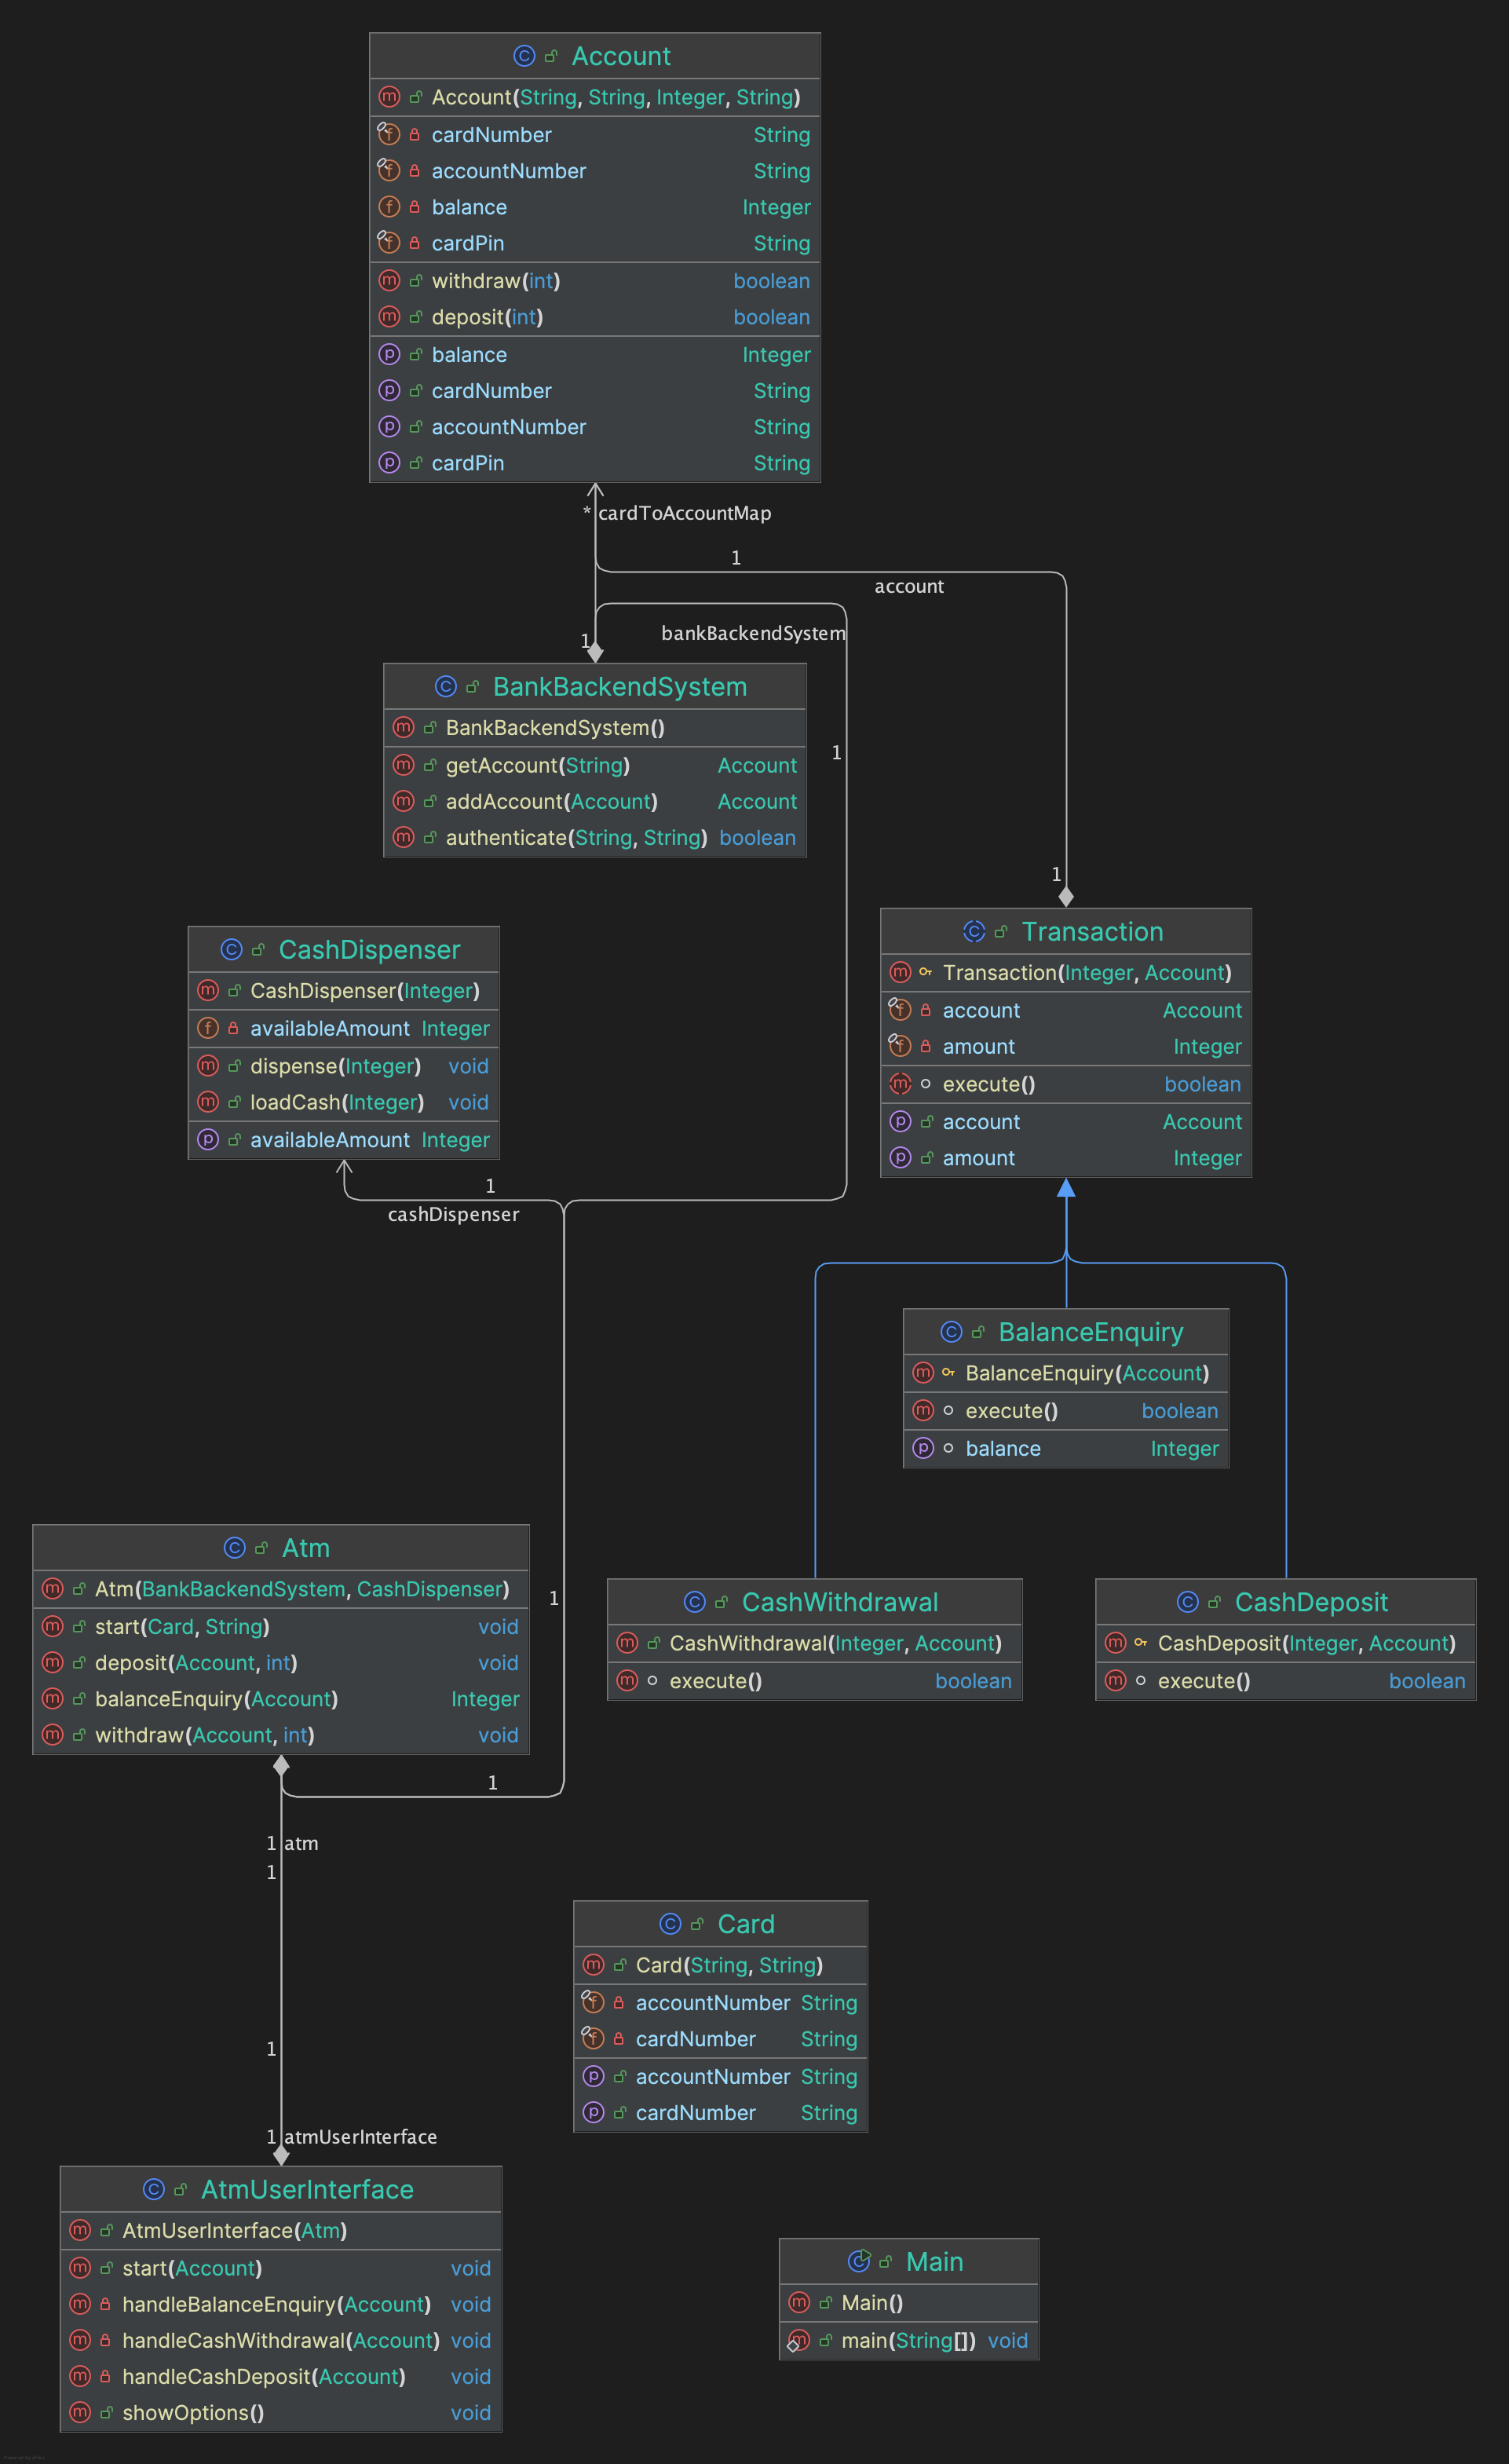 Account
Account(String, String, Integer, String)
cardNumber String
accountNumber String
balance Integer
cardPin String
withdraw(int) boolean
deposit(int) boolean
balance Integer
cardNumber String
accountNumber String
cardPin String
* cardToAccountMap
1
account
1 bankBackendSystem
BankBackendSystem
BankBackendSystem()
getAccount(String) Account
addAccount(Account) Account
authenticate(String, String) boolean
1
1
CashDispenser
CashDispenser(Integer)
availableAmount Integer
dispense(Integer) void
loadCash(Integer) void
availableAmount Integer
1
cashDispenser
Transaction
Transaction(Integer, Account)
account Account
amount Integer
execute() boolean
account Account
amount Integer
BalanceEnquiry
BalanceEnquiry(Account)
execute() boolean
balance Integer
Atm
Atm(BankBackendSystem, CashDispenser)
start(Card, String) void
deposit(Account, int) void
balanceEnquiry(Account) Integer
withdraw(Account, int) void
1
CashWithdrawal
CashWithdrawal(Integer, Account)
execute() boolean
CashDeposit
CashDeposit(Integer, Account)
execute() boolean
1
1 atm
1
Card
Card(String, String)
accountNumber String
cardNumber String
accountNumber String
cardNumber String
1
1 atmUserInterface
AtmUserInterface
AtmUserInterface(Atm)
start(Account) void
handleBalanceEnquiry(Account) void
handleCashWithdrawal(Account) void
handleCashDeposit(Account) void
showOptions() void
Main
Main()
main(String[]) void